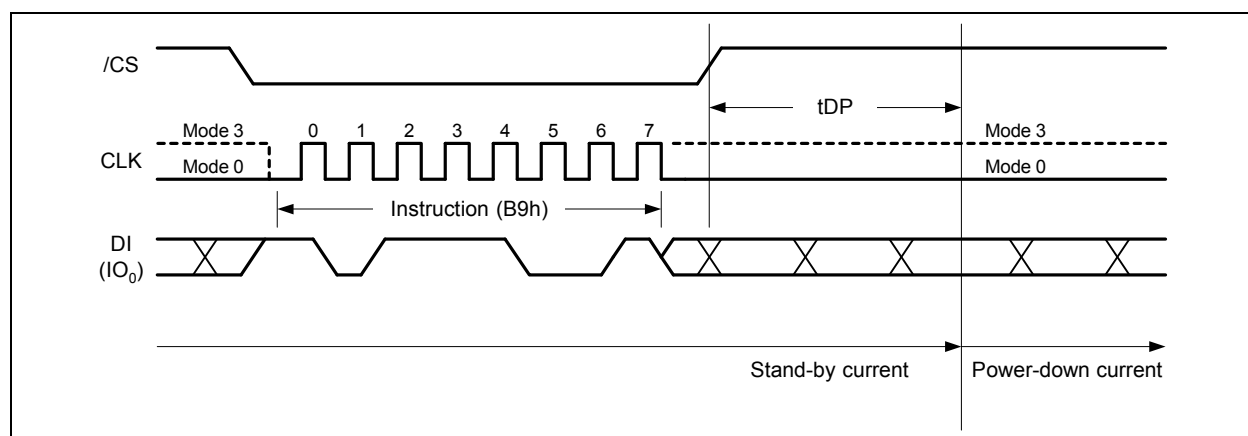 /CS
tDP
Mode 3
0 1 2 3 4 5 6 7
Mode 3
CLK
Mode 0
Mode 0
Instruction (B9h)
DI
(IO₀)
Stand-by current
Power-down current